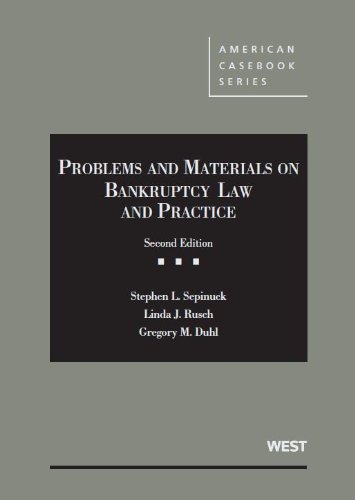 AMERICAN
CASEBOOK
SERIES
PROBLEMS AND MATERIALS ON
BANKRUPTCY LAW
AND PRACTICE
Second Edition
Stephen L. Sepinuck
Linda J. Rusch
Gregory M. Duhl
WEST